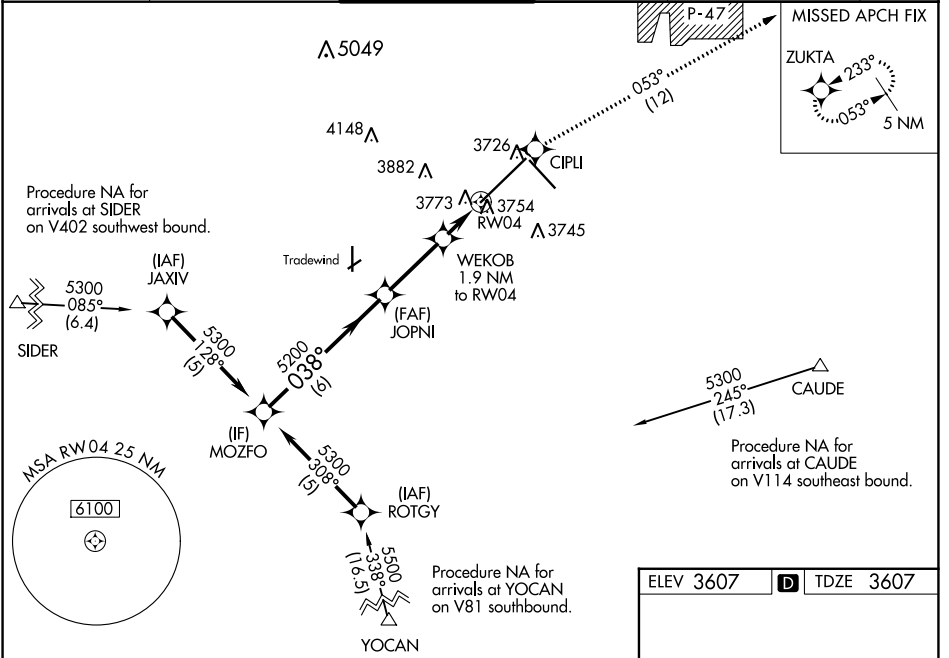 P-47
MISSED APCH FIX
ZUKTA
233°
053°
5 NM
5049
053°
(12)
4148
3726
CIPLI
3882
3773
3754
RW04
3745
Procedure NA for
arrivals at SIDER
on V402 southwest bound.
Tradewind
WEKOB
1.9 NM
to RW04
(IAF)
JAXIV
5300
085°
(6.4)
SIDER
(FAF)
JOPNI
5300
128°
(5)
5200
038°
(6)
5300
245°
(17.3)
CAUDE
(IF)
MOZFO
Procedure NA for
arrivals at CAUDE
on V114 southeast bound.
MSA RW04 25 NM
6100
5300
308°
(5)
(IAF)
ROTGY
5500
338°
(16.5)
Procedure NA for
arrivals at YOCAN
on V81 southbound.
YOCAN
ELEV 3607 D TDZE 3607